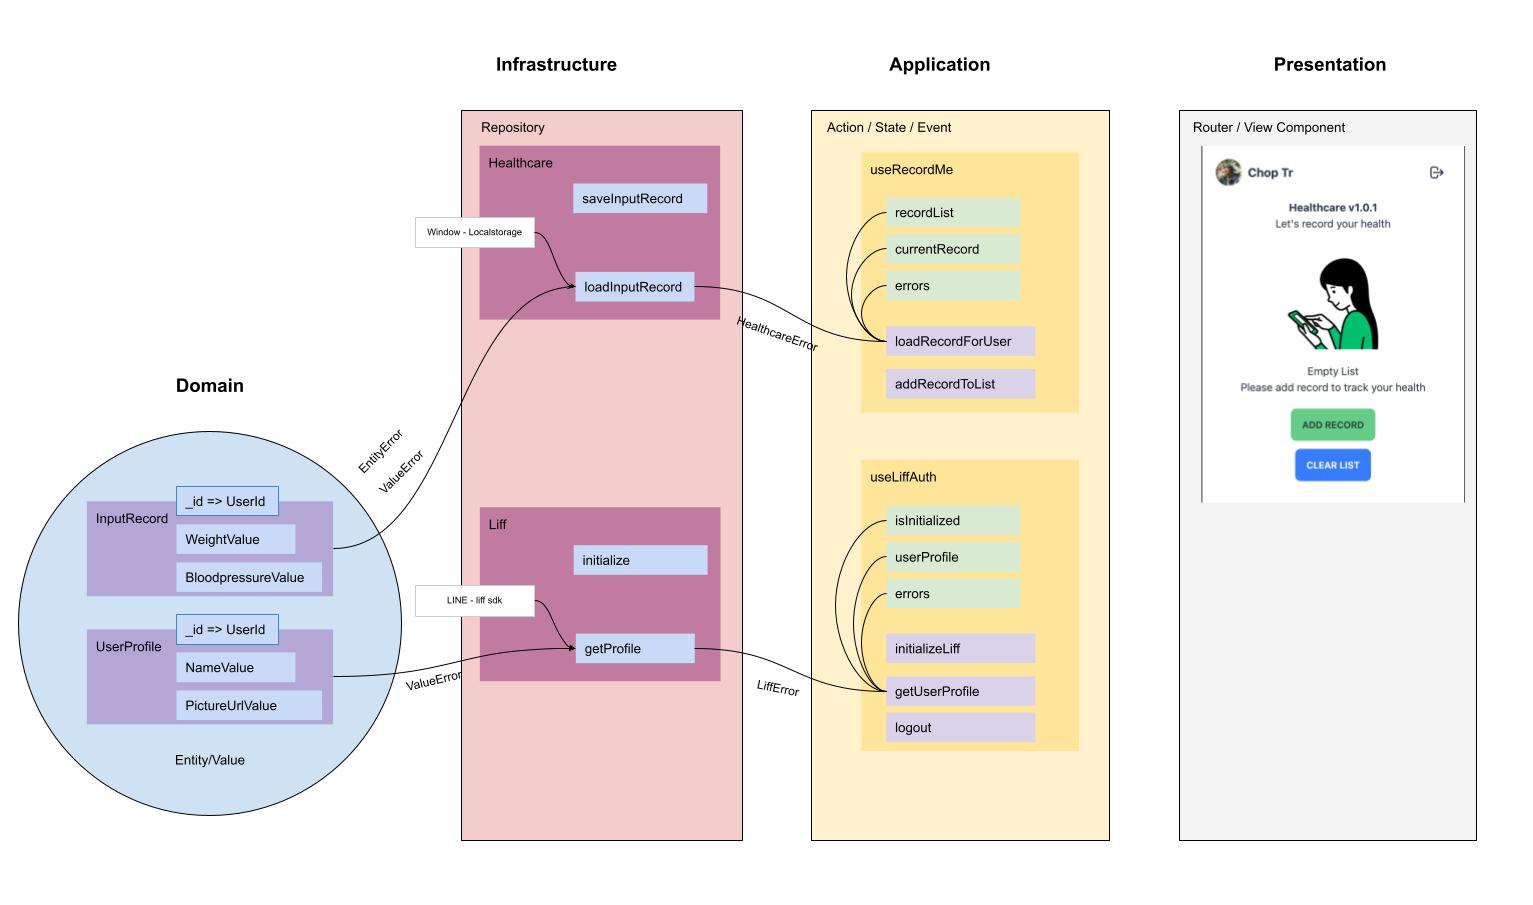 Domain
InputRecord
_id => UserId
WeightValue
BloodpressureValue
UserProfile
_id => UserId
NameValue
PictureUrlValue
Entity/Value
EntityError
ValueError
ValueError
Infrastructure
Repository
Healthcare
saveInputRecord
Window - Localstorage
loadInputRecord
Liff
initialize
LINE - liff sdk
getProfile
HealthcareError
LiffError
Application
Action / State / Event
useRecordMe
recordList
currentRecord
errors
loadRecordForUser
addRecordToList
useLiffAuth
isInitialized
userProfile
errors
initializeLiff
getUserProfile
logout
Presentation
Router / View Component
Chop Tr
Healthcare v1.0.1
Let's record your health
Empty List
Please add record to track your health
ADD RECORD
CLEAR LIST